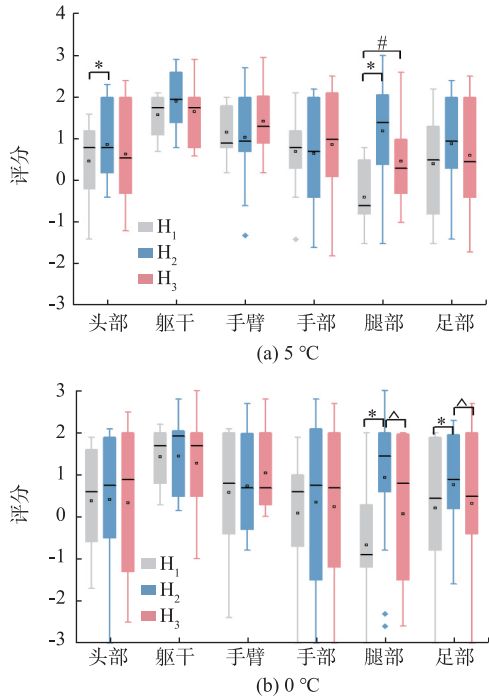 4
3
2
1
0
-1
-2
-3
评分
*
#
*
H₁
H₂
H₃
头部 躯干 手臂 手部 腿部 足部
(a) 5 ℃
3
2
1
0
-1
-2
-3
评分
* ^ * ^
H₁
H₂
H₃
头部 躯干 手臂 手部 腿部 足部
(b) 0 ℃